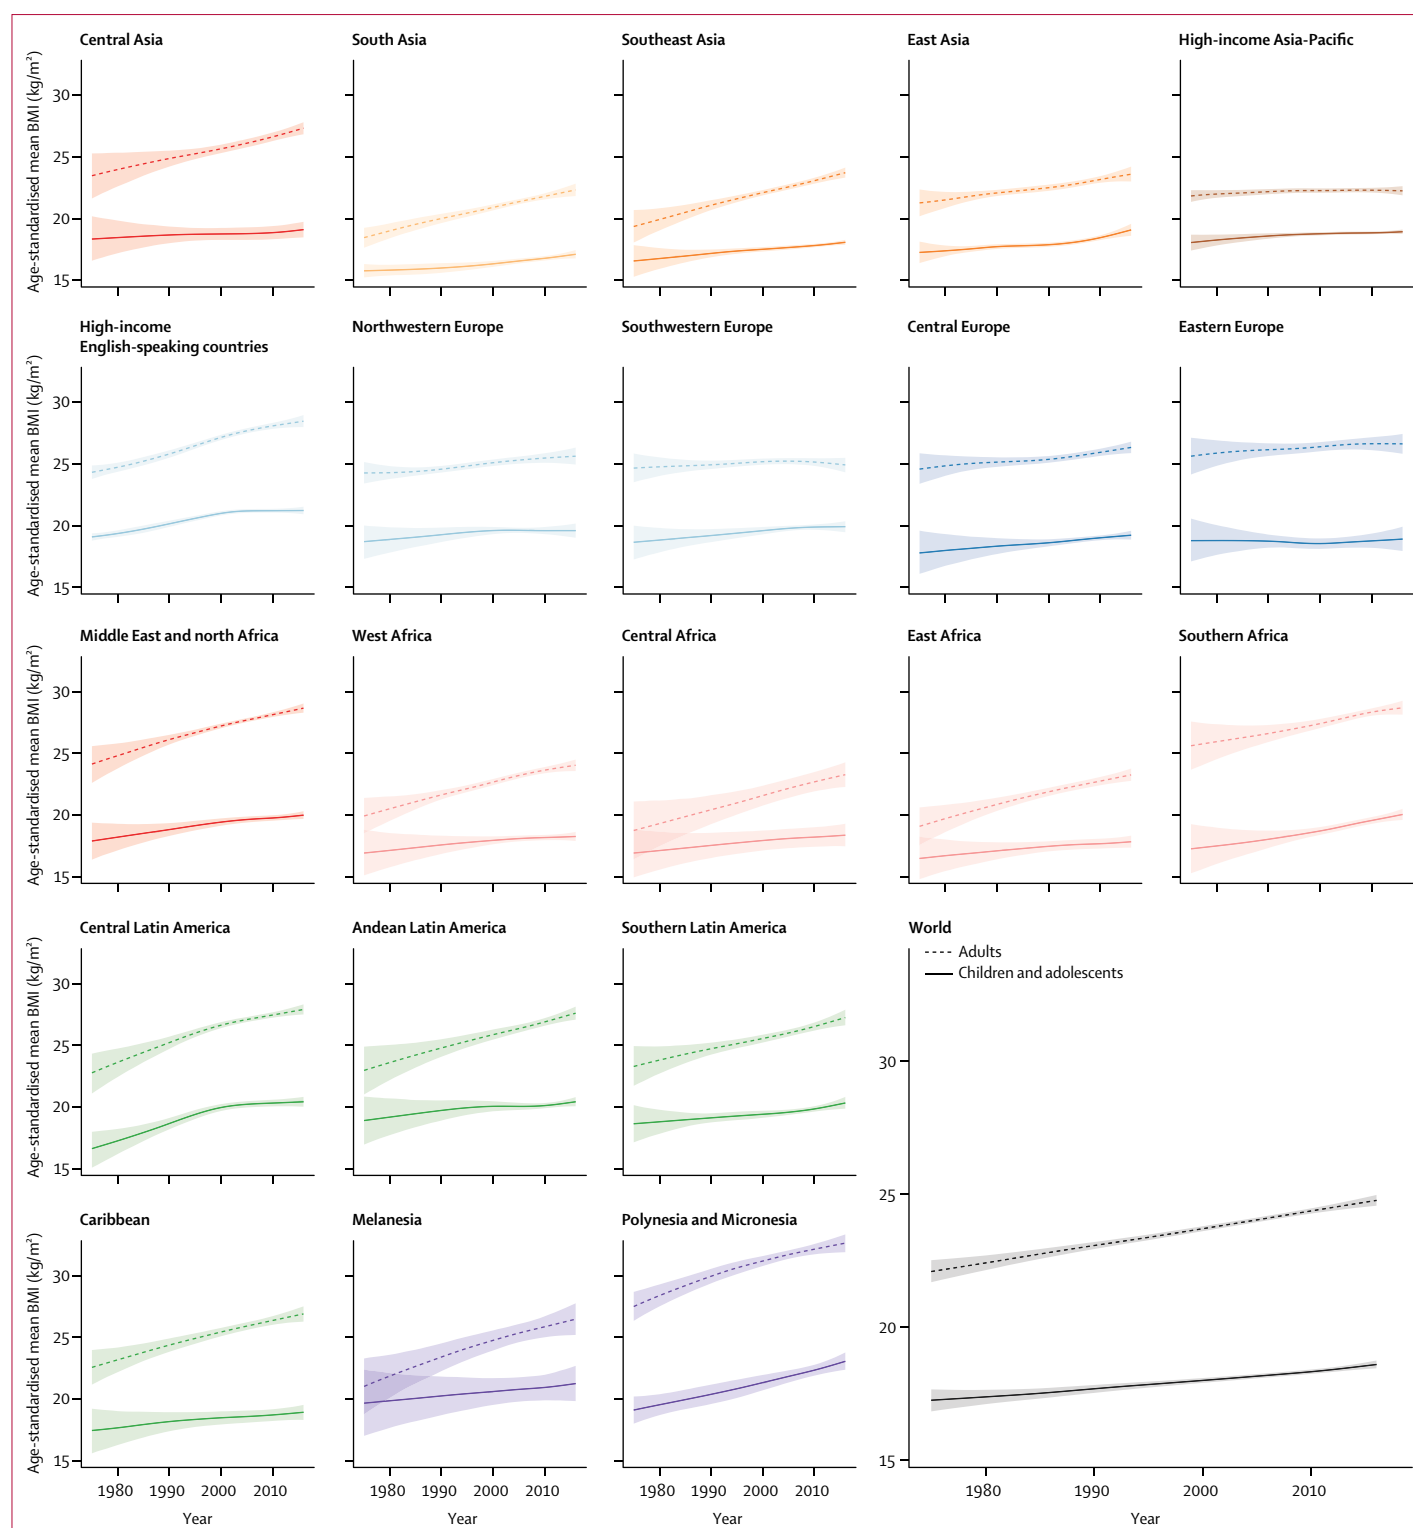 Central Asia
South Asia
Southeast Asia
East Asia
High-income Asia-Pacific
Age-standardised mean BMI (kg/m²)
30
25
20
15
High-income
English-speaking countries
Northwestern Europe
Southwestern Europe
Central Europe
Eastern Europe
Age-standardised mean BMI (kg/m²)
30
25
20
15
Middle East and north Africa
West Africa
Central Africa
East Africa
Southern Africa
Age-standardised mean BMI (kg/m²)
30
25
20
15
Central Latin America
Andean Latin America
Southern Latin America
Age-standardised mean BMI (kg/m²)
30
25
20
15
World
Adults
Children and adolescents
30
25
20
15
1980 1990 2000 2010
Year
Caribbean
Melanesia
Polynesia and Micronesia
Age-standardised mean BMI (kg/m²)
30
25
20
15
1980 1990 2000 2010
Year
1980 1990 2000 2010
Year
1980 1990 2000 2010
Year